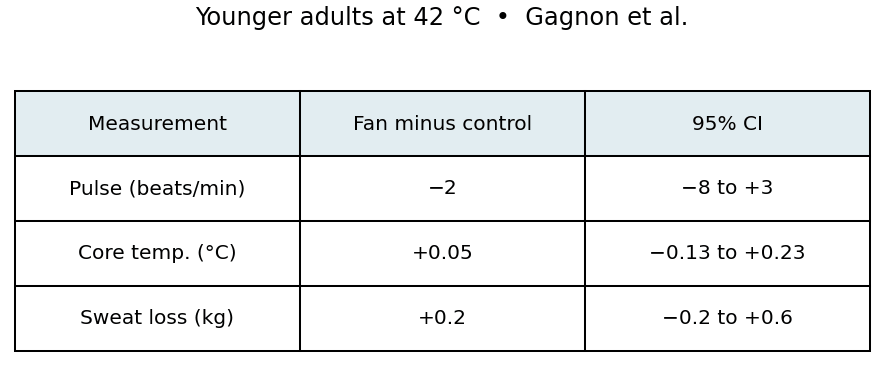 Younger adults at 42 °C • Gagnon et al.
Measurement Fan minus control 95% CI
Pulse (beats/min) −2 −8 to +3
Core temp. (°C) +0.05 −0.13 to +0.23
Sweat loss (kg) +0.2 −0.2 to +0.6